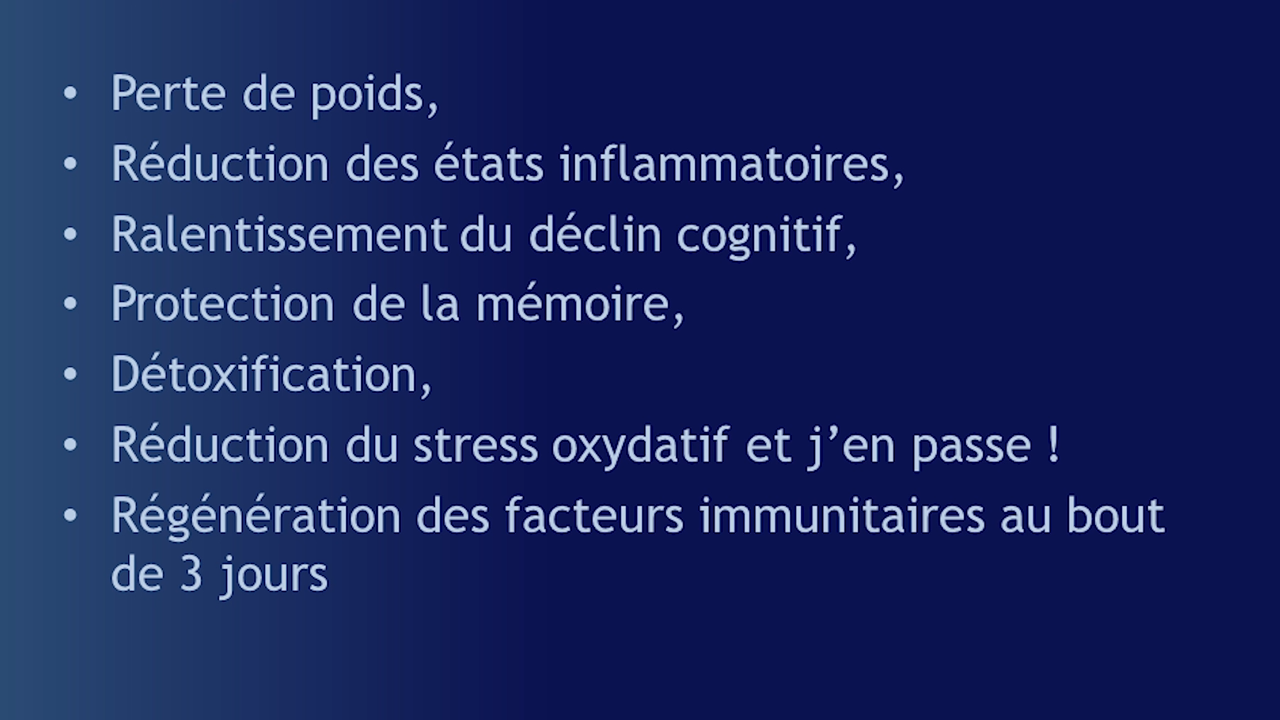 • Perte de poids,
• Réduction des états inflammatoires,
• Ralentissement du déclin cognitif,
• Protection de la mémoire,
• Détoxification,
• Réduction du stress oxydatif et j’en passe !
• Régénération des facteurs immunitaires au bout
de 3 jours